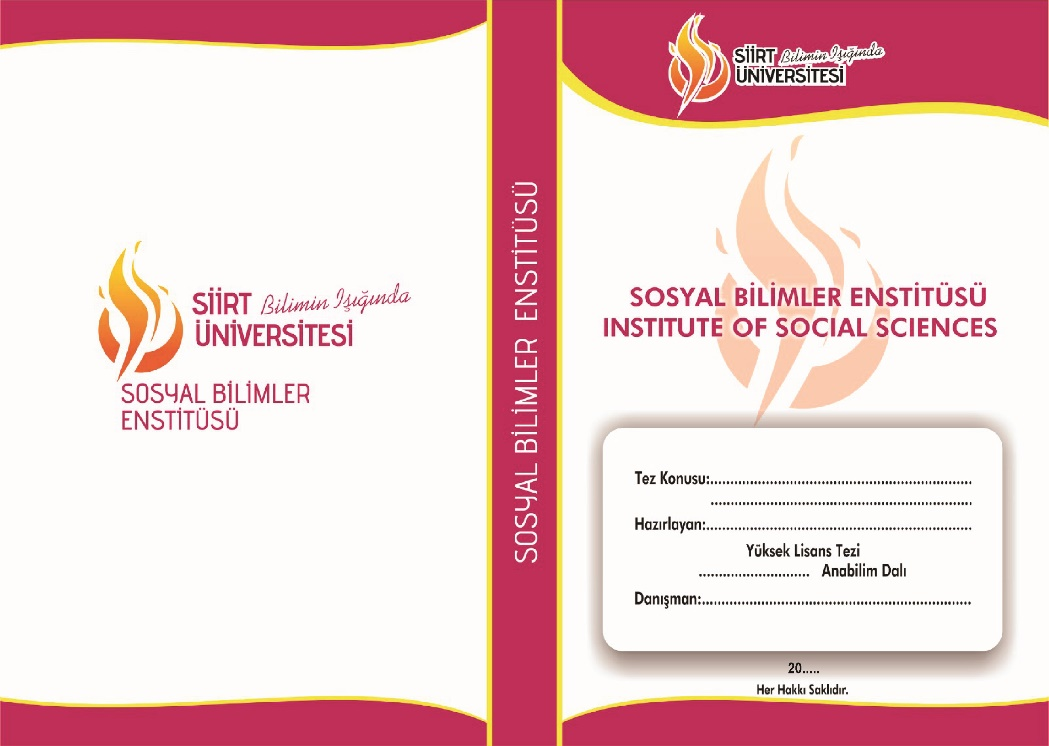 SİİRT Bilimin Işığında
ÜNİVERSİTESİ
SOSYAL BİLİMLER
ENSTİTÜSÜ
SOSYAL BİLİMLER ENSTİTÜSÜ
SİİRT Bilimin Işığında
ÜNİVERSİTESİ
SOSYAL BİLİMLER ENSTİTÜSÜ
INSTITUTE OF SOCIAL SCIENCES
Tez Konusu:..................................................................
..................................................................
Hazırlayan:...................................................................
Yüksek Lisans Tezi
............................ Anabilim Dalı
Danışman:....................................................................
20.....
Her Hakkı Saklıdır.